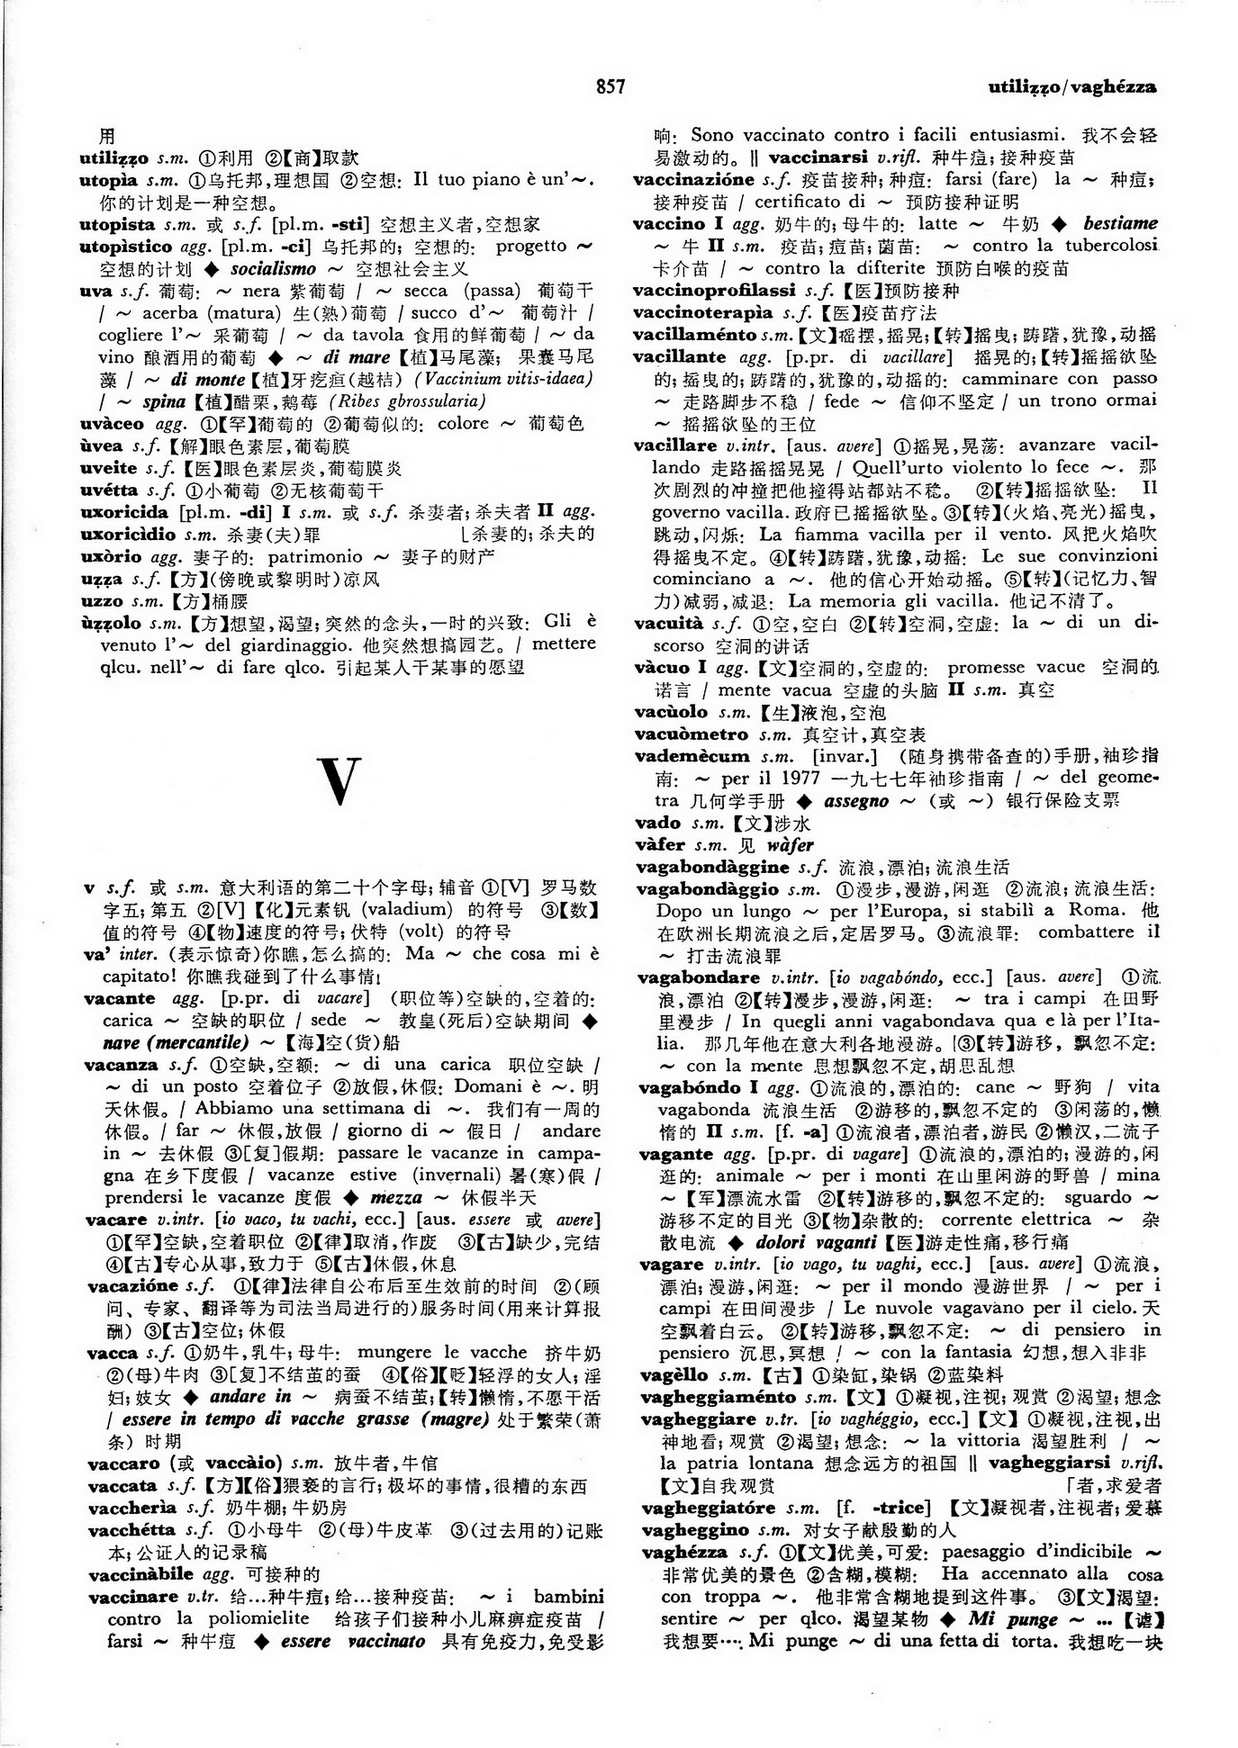 857
utiliẓẓo/vaghézza
用
utiliẓẓo s.m. ①利用 ②【商】取款
utopìa s.m. ①乌托邦,理想国 ②空想: Il tuo piano è un'～.
你的计划是一种空想。
utopista s.m. 或 s.f. [pl.m. -sti] 空想主义者,空想家
utopìstico agg. [pl.m. -ci] 乌托邦的; 空想的: progetto ～
空想的计划 ◆ socialismo ～ 空想社会主义
uva s.f. 葡萄: ～ nera 紫葡萄 / ～ secca (passa) 葡萄干
/ ～ acerba (matura) 生(熟)葡萄 / succo d'～ 葡萄汁 /
cogliere l'～ 采葡萄 / ～ da tavola 食用的鲜葡萄 / ～ da
vino 酿酒用的葡萄 ◆ ～ di mare【植】马尾藻; 果囊马尾
藻 / ～ di monte【植】牙疙疸(越桔) (Vaccinium vitis-idaea)
/ ～ spina【植】醋栗,鹅莓 (Ribes gbrossularia)
uvàceo agg. ①【罕】葡萄的 ②葡萄似的: colore ～ 葡萄色
ùvea s.f.【解】眼色素层,葡萄膜
uveite s.f.【医】眼色素层炎,葡萄膜炎
uvétta s.f. ①小葡萄 ②无核葡萄干
uxoricida [pl.m. -di] I s.m. 或 s.f. 杀妻者; 杀夫者 II agg.
uxoricìdio s.m. 杀妻(夫)罪 ⌊杀妻的; 杀夫的
uxòrio agg. 妻子的: patrimonio ～ 妻子的财产
uẓẓa s.f.【方】(傍晚或黎明时)凉风
uzzo s.m.【方】桶腰
ùẓẓolo s.m.【方】想望,渴望; 突然的念头,一时的兴致: Gli è
venuto l'～ del giardinaggio. 他突然想搞园艺。/ mettere
qlcu. nell'～ di fare qlco. 引起某人干某事的愿望
V
v s.f. 或 s.m. 意大利语的第二十个字母; 辅音 ①[V] 罗马数
字五; 第五 ②[V]【化】元素钒 (valadium) 的符号 ③【数】
值的符号 ④【物】速度的符号; 伏特 (volt) 的符号
va' inter. (表示惊奇)你瞧,怎么搞的: Ma ～ che cosa mi è
capitato! 你瞧我碰到了什么事情!
vacante agg. [p.pr. di vacare] (职位等)空缺的,空着的:
carica ～ 空缺的职位 / sede ～ 教皇(死后)空缺期间 ◆
nave (mercantile) ～【海】空(货)船
vacanza s.f. ①空缺,空额: ～ di una carica 职位空缺 /
～ di un posto 空着位子 ②放假,休假: Domani è ～. 明
天休假。/ Abbiamo una settimana di ～. 我们有一周的
休假。/ far ～ 休假,放假 / giorno di ～ 假日 / andare
in ～ 去休假 ③[复]假期: passare le vacanze in campa-
gna 在乡下度假 / vacanze estive (invernali) 暑(寒)假 /
prendersi le vacanze 度假 ◆ mezza ～ 休假半天
vacare v.intr. [io vaco, tu vachi, ecc.] [aus. essere 或 avere]
①【罕】空缺,空着职位 ②【律】取消,作废 ③【古】缺少,完结
④【古】专心从事,致力于 ⑤【古】休假,休息
vacazióne s.f. ①【律】法律自公布后至生效前的时间 ②(顾
问、专家、翻译等为司法当局进行的)服务时间(用来计算报
酬) ③【古】空位; 休假
vacca s.f. ①奶牛,乳牛; 母牛: mungere le vacche 挤牛奶
②(母)牛肉 ③[复]不结茧的蚕 ④【俗】【贬】轻浮的女人; 淫
妇; 妓女 ◆ andare in ～ 病蚕不结茧;【转】懒惰,不愿干活
/ essere in tempo di vacche grasse (magre) 处于繁荣(萧
条) 时期
vaccaro (或 vaccàio) s.m. 放牛者,牛倌
vaccata s.f.【方】【俗】猥亵的言行; 极坏的事情,很糟的东西
vaccherìa s.f. 奶牛棚; 牛奶房
vacchétta s.f. ①小母牛 ②(母)牛皮革 ③(过去用的)记账
本; 公证人的记录稿
vaccinàbile agg. 可接种的
vaccinare v.tr. 给…种牛痘; 给…接种疫苗: ～ i bambini
contro la poliomielite 给孩子们接种小儿麻痹症疫苗 /
farsi ～ 种牛痘 ◆ essere vaccinato 具有免疫力,免受影
响: Sono vaccinato contro i facili entusiasmi. 我不会轻
易激动的。‖ vaccinarsi v.rifl. 种牛痘; 接种疫苗
vaccinazióne s.f. 疫苗接种; 种痘: farsi (fare) la ～ 种痘;
接种疫苗 / certificato di ～ 预防接种证明
vaccino I agg. 奶牛的; 母牛的: latte ～ 牛奶 ◆ bestiame
～ 牛 II s.m. 疫苗; 痘苗; 菌苗: ～ contro la tubercolosi
卡介苗 / ～ contro la difterite 预防白喉的疫苗
vaccinoprofilassi s.f.【医】预防接种
vaccinoterapìa s.f.【医】疫苗疗法
vacillaménto s.m.【文】摇摆,摇晃;【转】摇曳; 踌躇,犹豫,动摇
vacillante agg. [p.pr. di vacillare] 摇晃的;【转】摇摇欲坠
的; 摇曳的; 踌躇的,犹豫的,动摇的: camminare con passo
～ 走路脚步不稳 / fede ～ 信仰不坚定 / un trono ormai
～ 摇摇欲坠的王位
vacillare v.intr. [aus. avere] ①摇晃,晃荡: avanzare vacil-
lando 走路摇摇晃晃 / Quell'urto violento lo fece ～. 那
次剧烈的冲撞把他撞得站都站不稳。 ②【转】摇摇欲坠: Il
governo vacilla. 政府已摇摇欲坠。③【转】(火焰、亮光)摇曳,
跳动,闪烁: La fiamma vacilla per il vento. 风把火焰吹
得摇曳不定。④【转】踌躇,犹豫,动摇: Le sue convinzioni
cominciano a ～. 他的信心开始动摇。⑤【转】(记忆力、智
力)减弱,减退: La memoria gli vacilla. 他记不清了。
vacuità s.f. ①空,空白 ②【转】空洞,空虚: la ～ di un di-
scorso 空洞的讲话
vàcuo I agg.【文】空洞的,空虚的: promesse vacue 空洞的
诺言 / mente vacua 空虚的头脑 II s.m. 真空
vacùolo s.m.【生】液泡,空泡
vacuòmetro s.m. 真空计,真空表
vademècum s.m. [invar.] (随身携带备查的)手册,袖珍指
南: ～ per il 1977 一九七七年袖珍指南 / ～ del geome-
tra 几何学手册 ◆ assegno ～ (或 ～) 银行保险支票
vado s.m.【文】涉水
vàfer s.m. 见 wàfer
vagabondàggine s.f. 流浪,漂泊; 流浪生活
vagabondàggio s.m. ①漫步,漫游,闲逛 ②流浪; 流浪生活:
Dopo un lungo ～ per l'Europa, si stabilì a Roma. 他
在欧洲长期流浪之后,定居罗马。③流浪罪: combattere il
～ 打击流浪罪
vagabondare v.intr. [io vagabóndo, ecc.] [aus. avere] ①流
浪,漂泊 ②【转】漫步,漫游,闲逛: ～ tra i campi 在田野
里漫步 / In quegli anni vagabondava qua e là per l'Ita-
lia. 那几年他在意大利各地漫游。③【转】游移, 飘忽不定:
～ con la mente 思想飘忽不定,胡思乱想
vagabóndo I agg. ①流浪的,漂泊的: cane ～ 野狗 / vita
vagabonda 流浪生活 ②游移的,飘忽不定的 ③闲荡的,懒
惰的 II s.m. [f. -a] ①流浪者,漂泊者,游民 ②懒汉,二流子
vagante agg. [p.pr. di vagare] ①流浪的,漂泊的; 漫游的,闲
逛的: animale ～ per i monti 在山里闲游的野兽 / mina
～【军】漂流水雷 ②【转】游移的,飘忽不定的: sguardo ～
游移不定的目光 ③【物】杂散的: corrente elettrica ～ 杂
散电流 ◆ dolori vaganti【医】游走性痛,移行痛
vagare v.intr. [io vago, tu vaghi, ecc.] [aus. avere] ①流浪,
漂泊; 漫游,闲逛: ～ per il mondo 漫游世界 / ～ per i
campi 在田间漫步 / Le nuvole vagavano per il cielo. 天
空飘着白云。②【转】游移,飘忽不定: ～ di pensiero in
pensiero 沉思,冥想 / ～ con la fantasia 幻想,想入非非
vagèllo s.m.【古】①染缸,染锅 ②蓝染料
vagheggiaménto s.m.【文】①凝视,注视; 观赏 ②渴望; 想念
vagheggiare v.tr. [io vaghéggio, ecc.]【文】①凝视,注视,出
神地看; 观赏 ②渴望; 想念: ～ la vittoria 渴望胜利 / ～
la patria lontana 想念远方的祖国 ‖ vagheggiarsi v.rifl.
【文】自我观赏 「者,求爱者
vagheggiatóre s.m. [f. -trice]【文】凝视者,注视者; 爱慕
vagheggino s.m. 对女子献殷勤的人
vaghézza s.f. ①【文】优美,可爱: paesaggio d'indicibile ～
非常优美的景色 ②含糊,模糊: Ha accennato alla cosa
con troppa ～. 他非常含糊地提到这件事。 ③【文】渴望:
sentire ～ per qlco. 渴望某物 ◆ Mi punge ～ …【谑】
我想要…: Mi punge ～ di una fetta di torta. 我想吃一块